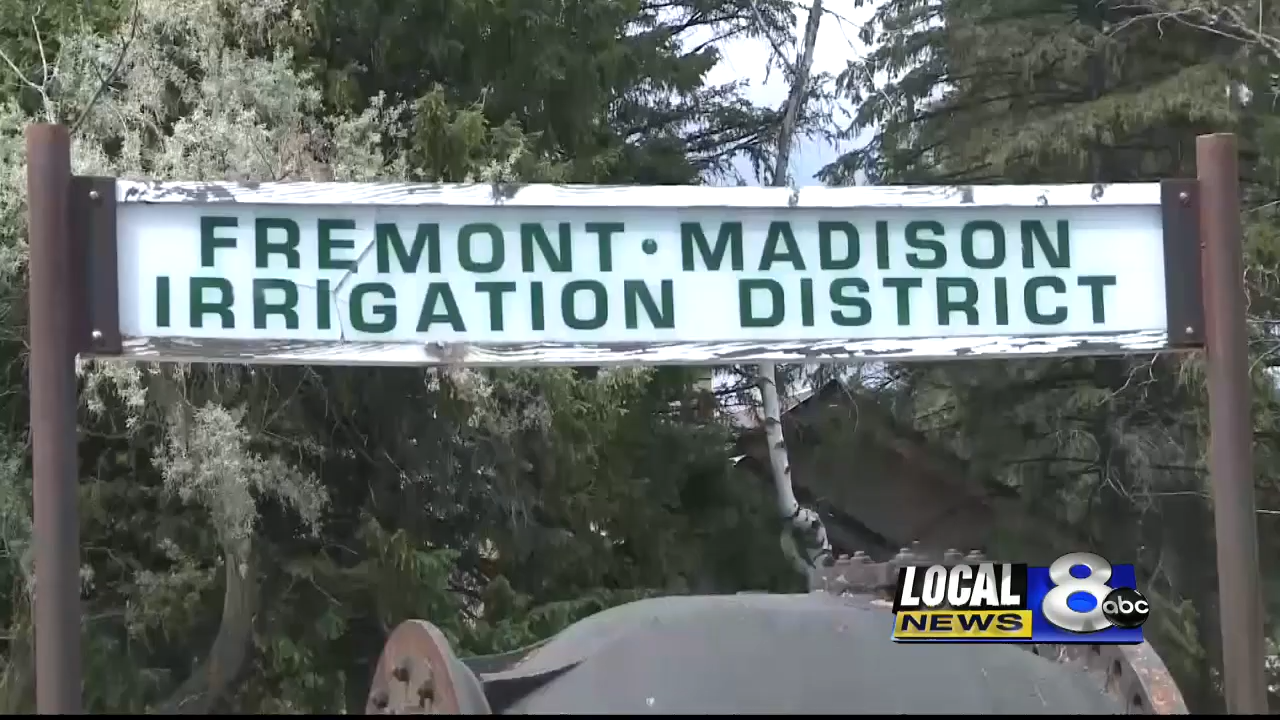 FREMONT • MADISON
IRRIGATION DISTRICT
LOCAL
NEWS
8
abc